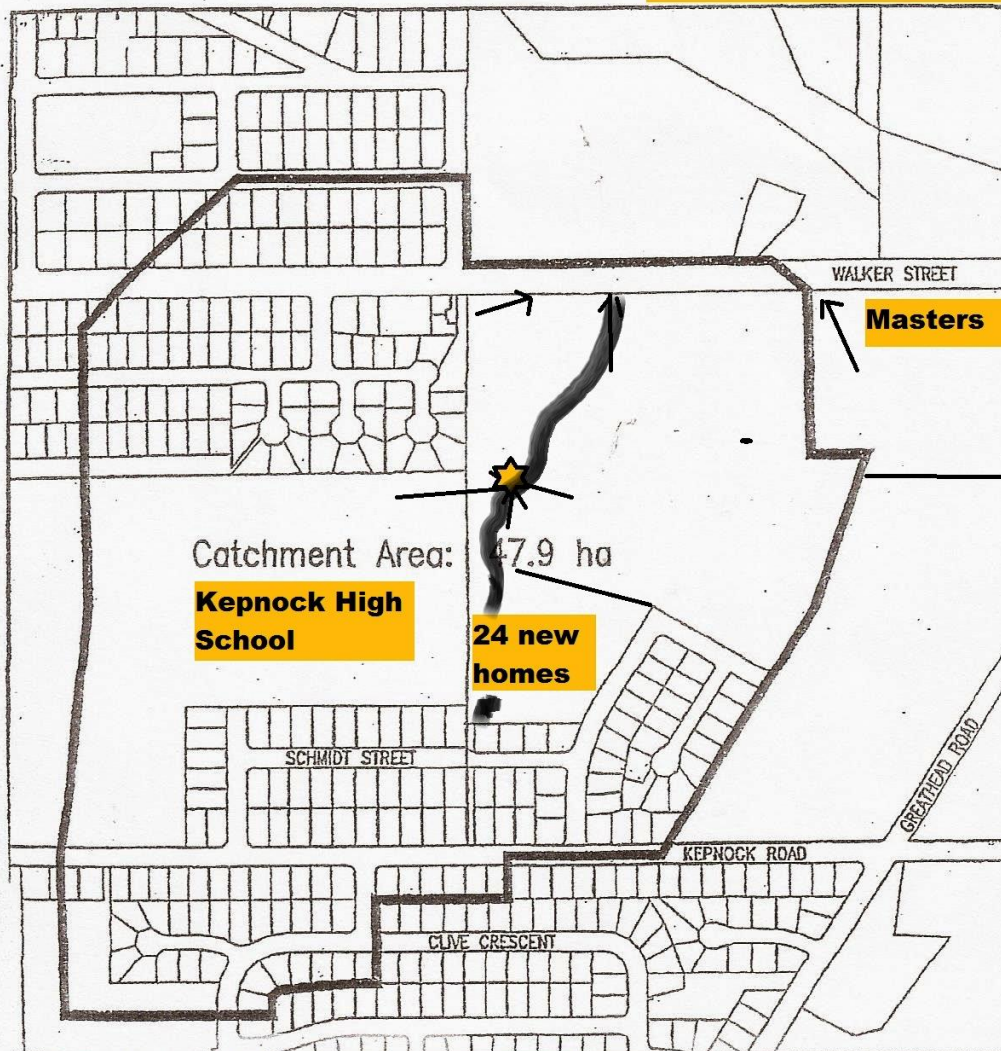 WALKER STREET
Masters
Catchment Area: 47.9 ha
Kepnock High
School
24 new
homes
SCHMIDT STREET
GREATHEAD ROAD
KEPNOCK ROAD
CLIVE CRESCENT